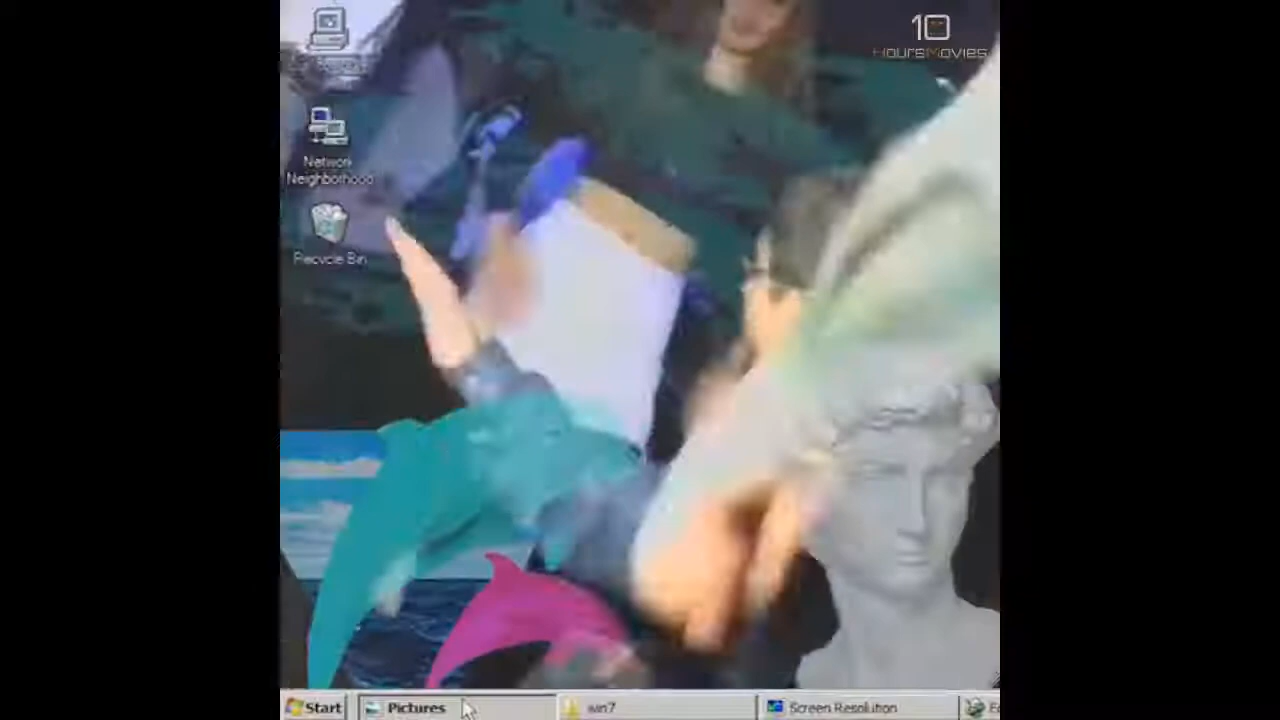 10
HoursMovies
Network
Neighborhood
Recycle Bin
Start
Pictures
win7
Screen Resolution